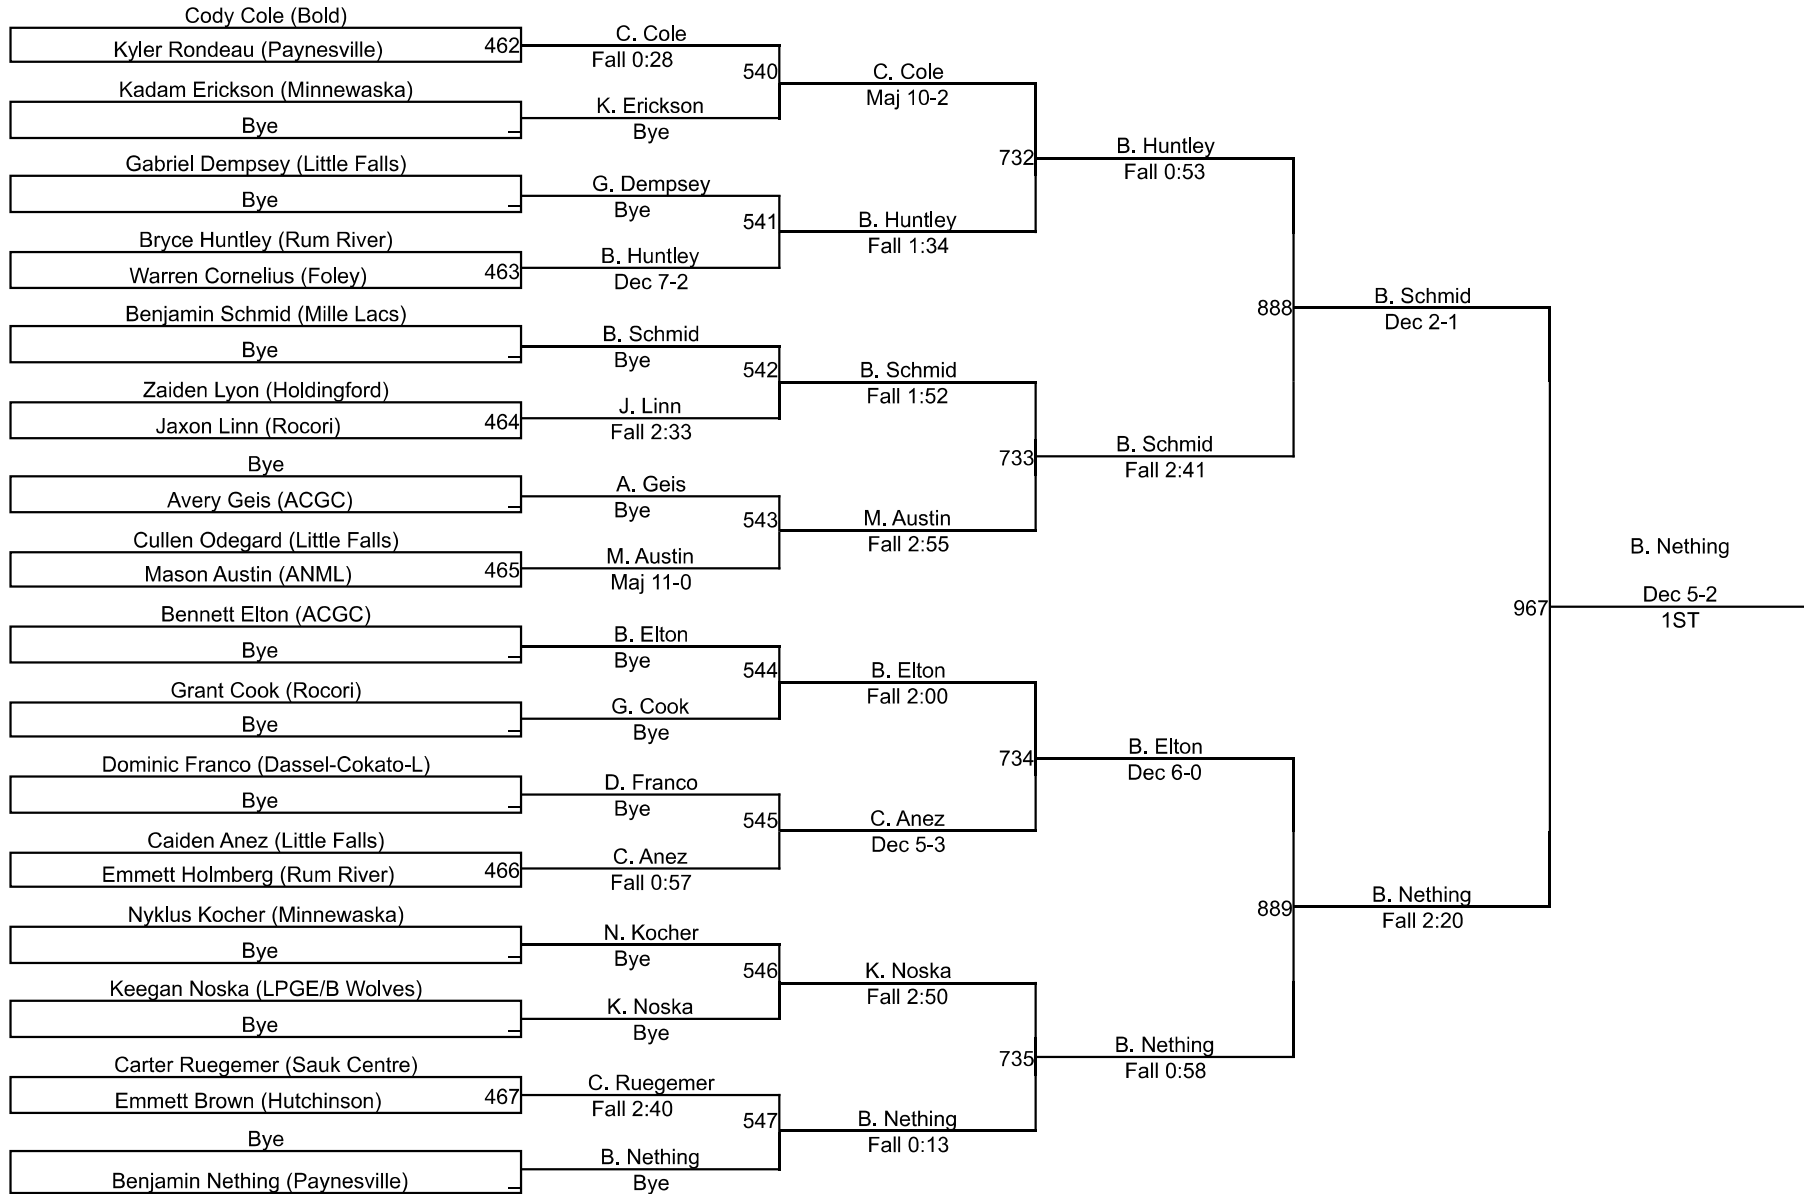 Cody Cole (Bold)
Kyler Rondeau (Paynesville) 462
Kadam Erickson (Minnewaska)
Bye _
Gabriel Dempsey (Little Falls)
Bye _
Bryce Huntley (Rum River)
Warren Cornelius (Foley) 463
Benjamin Schmid (Mille Lacs)
Bye _
Zaiden Lyon (Holdingford)
Jaxon Linn (Rocori) 464
Bye
Avery Geis (ACGC) _
Cullen Odegard (Little Falls)
Mason Austin (ANML) 465
Bennett Elton (ACGC)
Bye _
Grant Cook (Rocori)
Bye _
Dominic Franco (Dassel-Cokato-L)
Bye _
Caiden Anez (Little Falls)
Emmett Holmberg (Rum River) 466
Nyklus Kocher (Minnewaska)
Bye _
Keegan Noska (LPGE/B Wolves)
Bye _
Carter Ruegemer (Sauk Centre)
Emmett Brown (Hutchinson) 467
Bye
Benjamin Nething (Paynesville) _
C. Cole
Fall 0:28
540
K. Erickson
Bye
G. Dempsey
Bye
541
B. Huntley
Dec 7-2
B. Schmid
Bye
542
J. Linn
Fall 2:33
A. Geis
Bye
543
M. Austin
Maj 11-0
B. Elton
Bye
544
G. Cook
Bye
D. Franco
Bye
545
C. Anez
Fall 0:57
N. Kocher
Bye
546
K. Noska
Bye
C. Ruegemer
Fall 2:40
547
B. Nething
Bye
C. Cole
Maj 10-2
732
B. Huntley
Fall 1:34
B. Schmid
Fall 1:52
733
M. Austin
Fall 2:55
B. Elton
Fall 2:00
734
C. Anez
Dec 5-3
K. Noska
Fall 2:50
735
B. Nething
Fall 0:13
B. Huntley
Fall 0:53
888
B. Schmid
Fall 2:41
B. Elton
Dec 6-0
889
B. Nething
Fall 0:58
B. Schmid
Dec 2-1
967
B. Nething
Fall 2:20
B. Nething
Dec 5-2
1ST